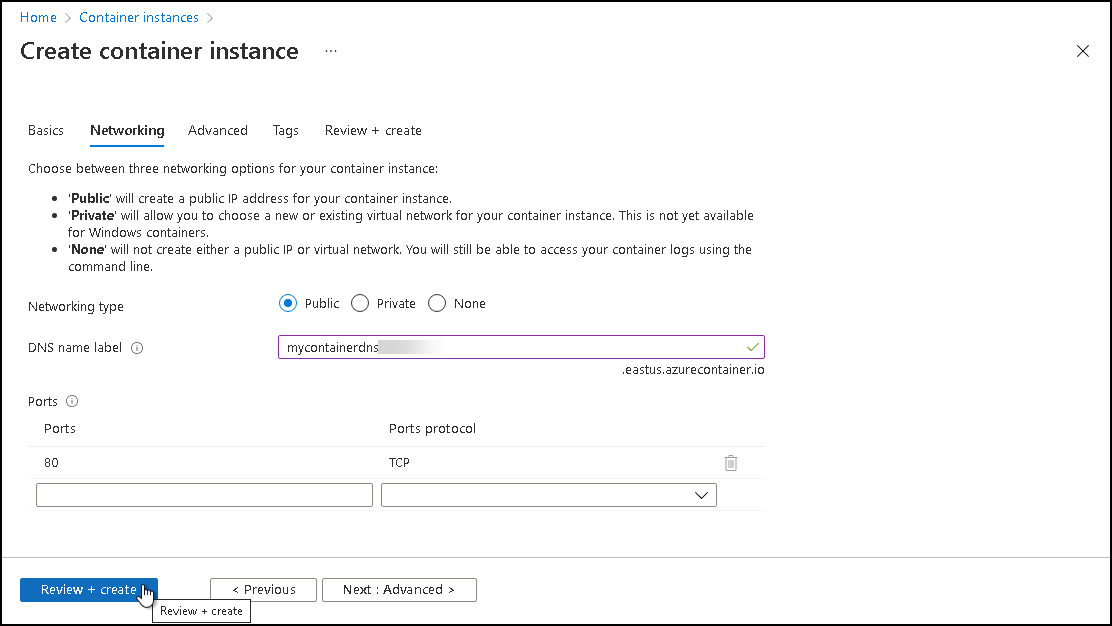 Home > Container instances >
Create container instance ...
Basics Networking Advanced Tags Review + create
Choose between three networking options for your container instance:
• 'Public' will create a public IP address for your container instance.
• 'Private' will allow you to choose a new or existing virtual network for your container instance. This is not yet available
for Windows containers.
• 'None' will not create either a public IP or virtual network. You will still be able to access your container logs using the
command line.
Networking type Public Private None
DNS name label mycontainerdns
.eastus.azurecontainer.io
Ports
Ports Ports protocol
80 TCP
Review + create < Previous Next : Advanced >
Review + create